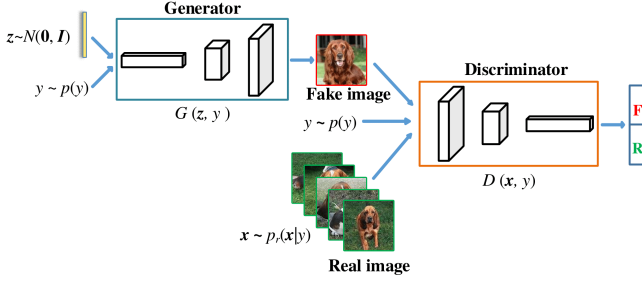 Generator
z~N(0, I)
y ~ p(y)
G (z, y )
Fake image
y ~ p(y)
Discriminator
D (x, y)
F
R
x ~ pr(x|y)
Real image